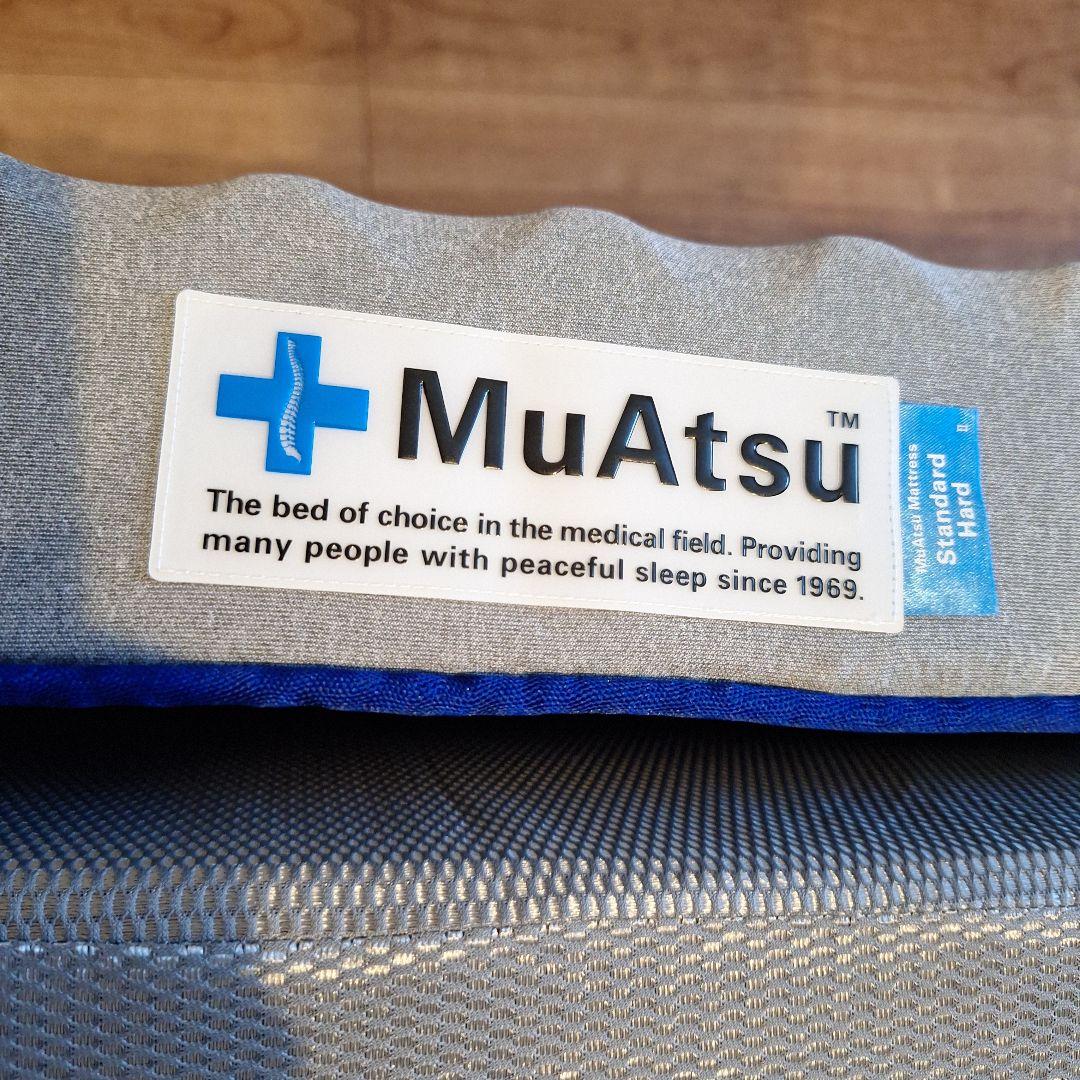 MuAtsu™
The bed of choice in the medical field. Providing
many people with peaceful sleep since 1969.
MuAtsu Mattress
Standard
Hard